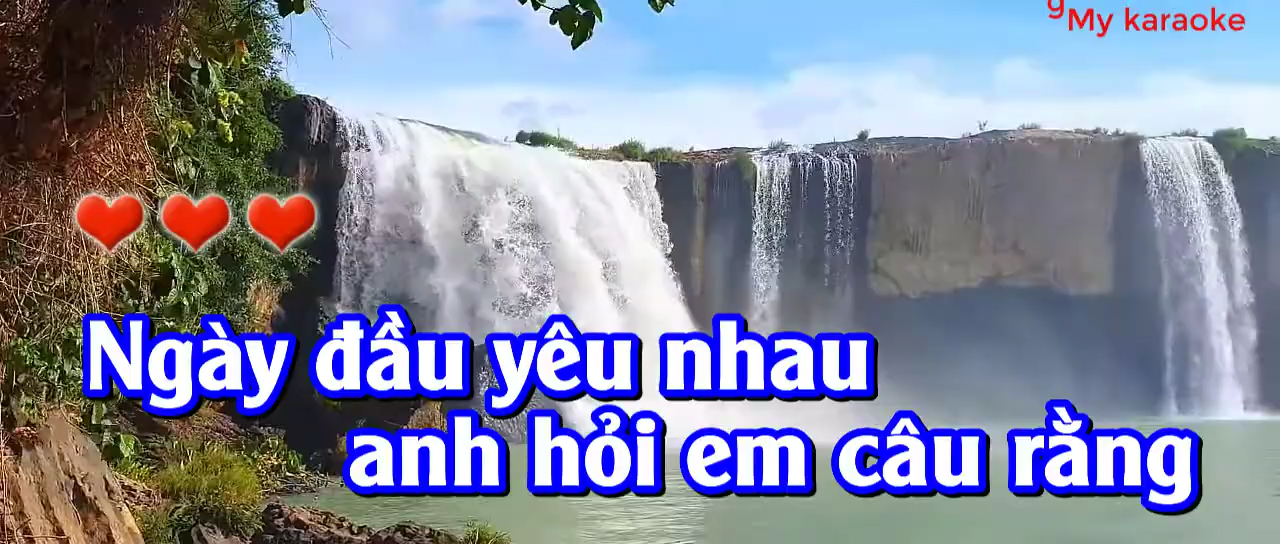 My karaoke
Ngày đầu yêu nhau
anh hỏi em câu rằng